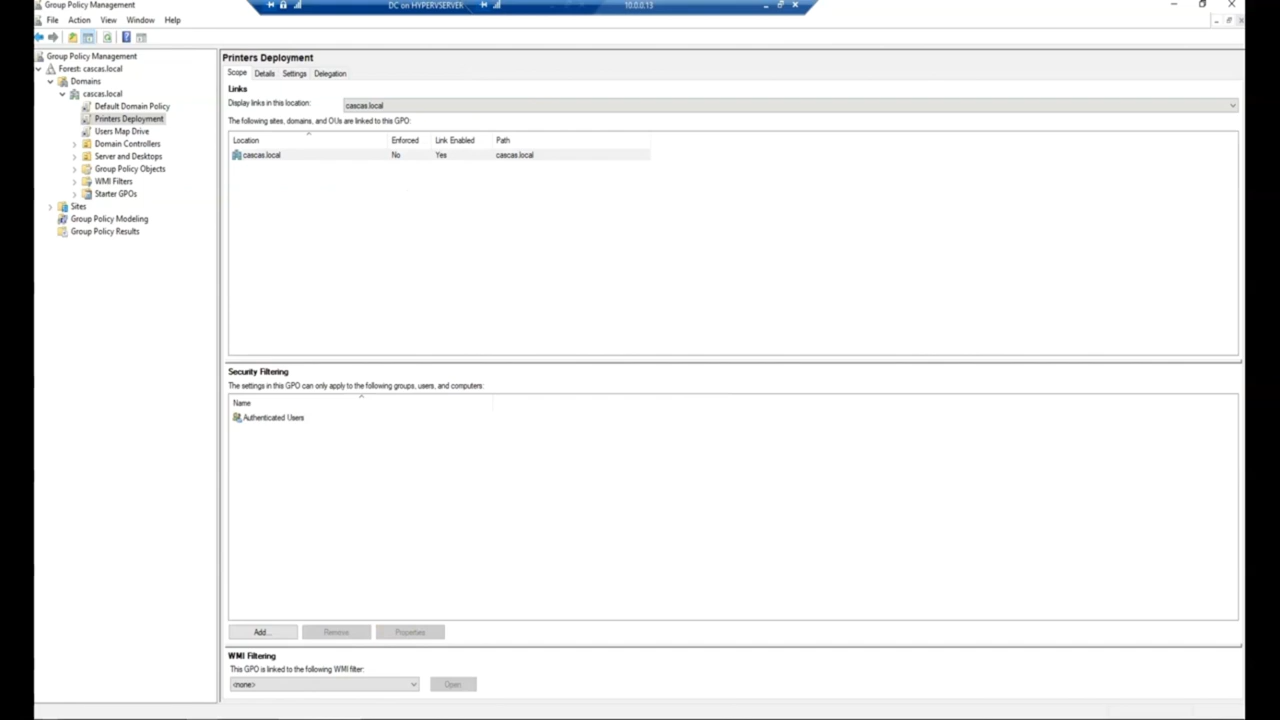 Group Policy Management
DC on HYPERVSERVER
10.0.0.13
File Action View Window Help
Group Policy Management
Forest: cascas.local
Domains
cascas.local
Default Domain Policy
Printers Deployment
Users Map Drive
Domain Controllers
Server and Desktops
Group Policy Objects
WMI Filters
Starter GPOs
Sites
Group Policy Modeling
Group Policy Results
Printers Deployment
Scope Details Settings Delegation
Links
Display links in this location: cascas.local
The following sites, domains, and OUs are linked to this GPO:
Location Enforced Link Enabled Path
cascas.local No Yes cascas.local
Security Filtering
The settings in this GPO can only apply to the following groups, users, and computers:
Name
Authenticated Users
Add... Remove Properties
WMI Filtering
This GPO is linked to the following WMI filter:
<none> Open